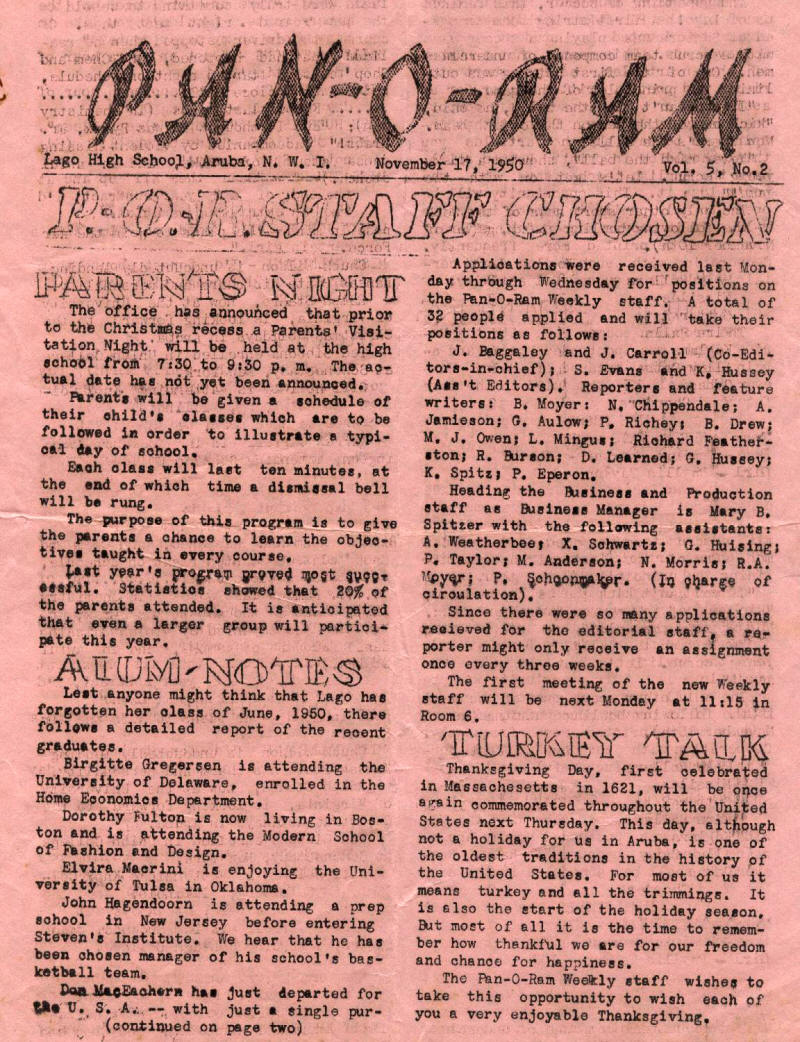 PAN-O-RAM
Lago High School, Aruba, N. W. I. November 17, 1950 Vol. 5, No.2
P.O.R. STAFF CHOSEN
PARENTS NIGHT
The office has announced that prior
to the Christmas recess a Parents' Visi-
tation Night will be held at the high
school from 7:30 to 9:30 p. m. The ac-
tual date has not yet been announced.
Parents will be given a schedule of
their child's classes which are to be
followed in order to illustrate a typi-
cal day of school.
Each class will last ten minutes, at
the end of which time a dismissal bell
will be rung.
The purpose of this program is to give
the parents a chance to learn the objec-
tives taught in every course.
Last year's program proved most succ-
essful. Statistics showed that 20% of
the parents attended. It is anticipated
that even a larger group will partici-
pate this year.
ALUM-NOTES
Lest anyone might think that Lago has
forgotten her class of June, 1950, there
follows a detailed report of the recent
graduates.
Birgitte Gregersen is attending the
University of Delaware, enrolled in the
Home Economics Department.
Dorothy Fulton is now living in Bos-
ton and is attending the Modern School
of Fashion and Design.
Elvira Macrini is enjoying the Uni-
versity of Tulsa in Oklahoma.
John Hagendoorn is attending a prep
school in New Jersey before entering
Steven's Institute. We hear that he has
been chosen manager of his school's bas-
ketball team.
Don MacEachern has just departed for
the U. S. A. -- with just a single pur-
(continued on page two)
Applications were received last Mon-
day through Wednesday for positions on
the Pan-O-Ram Weekly staff. A total of
32 people applied and will take their
positions as follows:
J. Baggaley and J. Carroll (Co-Edi-
tors-in-chief); S. Evans and K. Hussey
(Ass't Editors). Reporters and feature
writers: B. Moyer: N. Chippendale; A.
Jamieson; G. Aulow; P. Richey; B. Drew;
M. J. Owen; L. Mingus; Richard Feather-
ston; R. Burson; D. Learned; G. Hussey;
K. Spitz; P. Eperon.
Heading the Business and Production
staff as Business Manager is Mary B.
Spitzer with the following assistants:
A. Weatherbee; X. Schwartz; G. Huising;
P. Taylor; M. Anderson; N. Morris; R.A.
Moyer; P. Schoonmaker. (In charge of
circulation).
Since there were so many applications
recieved for the editorial staff, a re-
porter might only receive an assignment
once every three weeks.
The first meeting of the new Weekly
staff will be next Monday at 11:15 in
Room 6.
TURKEY TALK
Thanksgiving Day, first celebrated
in Massachesetts in 1621, will be once
again commemorated throughout the United
States next Thursday. This day, although
not a holiday for us in Aruba, is one of
the oldest traditions in the history of
the United States. For most of us it
means turkey and all the trimmings. It
is also the start of the holiday season.
But most of all it is the time to remem-
ber how thankful we are for our freedom
and chance for happiness.
The Pan-O-Ram Weekly staff wishes to
take this opportunity to wish each of
you a very enjoyable Thanksgiving.